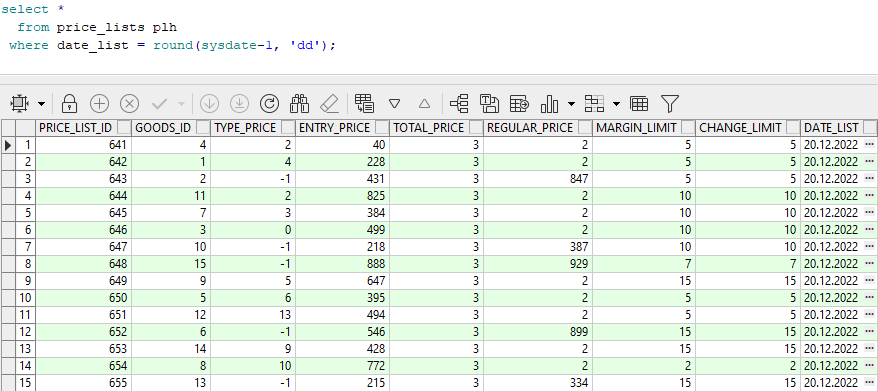 select *
from price_lists plh
where date_list = round(sysdate-1, 'dd');
PRICE_LIST_ID GOODS_ID TYPE_PRICE ENTRY_PRICE TOTAL_PRICE REGULAR_PRICE MARGIN_LIMIT CHANGE_LIMIT DATE_LIST
1 641 4 2 40 3 2 5 5 20.12.2022 ...
2 642 1 4 228 3 2 5 5 20.12.2022 ...
3 643 2 -1 431 3 847 5 5 20.12.2022 ...
4 644 11 2 825 3 2 10 10 20.12.2022 ...
5 645 7 3 384 3 2 10 10 20.12.2022 ...
6 646 3 0 499 3 2 10 10 20.12.2022 ...
7 647 10 -1 218 3 387 10 10 20.12.2022 ...
8 648 15 -1 888 3 929 7 7 20.12.2022 ...
9 649 9 5 647 3 2 15 15 20.12.2022 ...
10 650 5 6 395 3 2 5 5 20.12.2022 ...
11 651 12 13 494 3 2 5 5 20.12.2022 ...
12 652 6 -1 546 3 899 15 15 20.12.2022 ...
13 653 14 9 428 3 2 15 15 20.12.2022 ...
14 654 8 10 772 3 2 2 2 20.12.2022 ...
15 655 13 -1 215 3 334 15 15 20.12.2022 ...